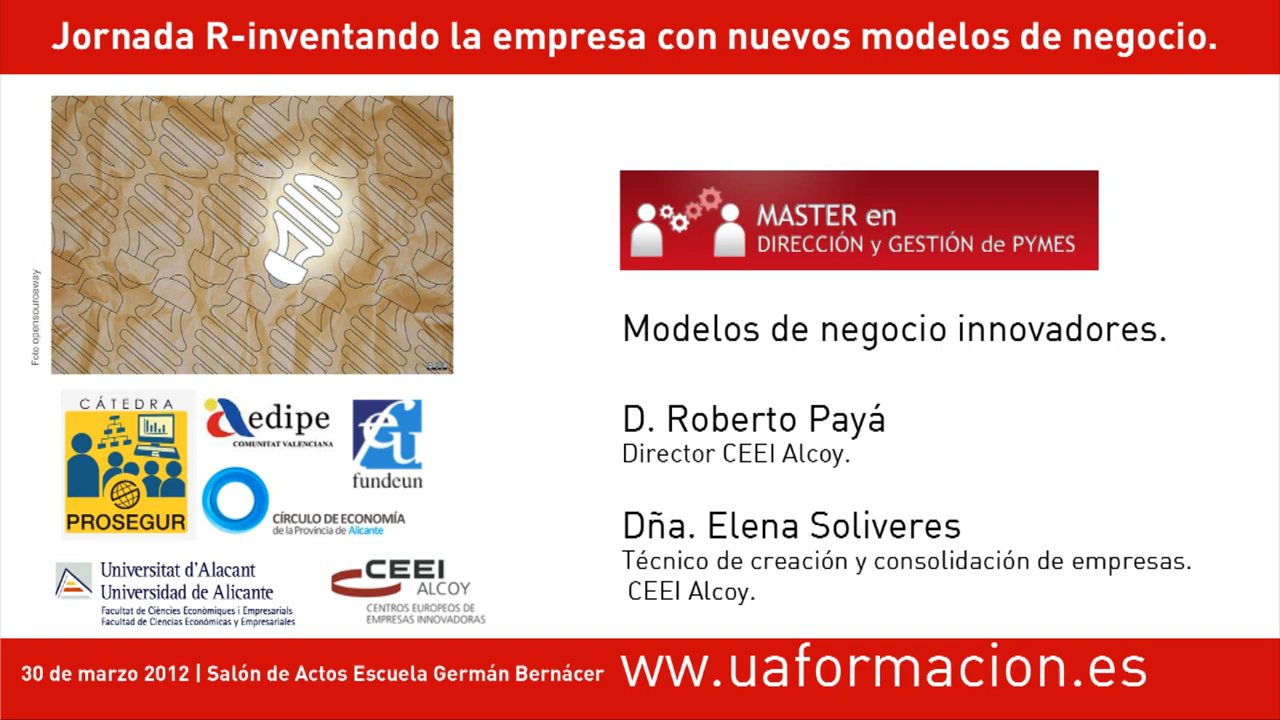 Jornada R-inventando la empresa con nuevos modelos de negocio.
Foto opensourceway
MASTER en
DIRECCIÓN y GESTIÓN de PYMES
Modelos de negocio innovadores.
D. Roberto Payá
Director CEEI Alcoy.
Dña. Elena Soliveres
Técnico de creación y consolidación de empresas.
CEEI Alcoy.
CÁTEDRA
PROSEGUR
aedipe
COMUNITAT VALENCIANA
feu
fundeun
CÍRCULO DE ECONOMÍA
de la Provincia de Alicante
Universitat d'Alacant
Universidad de Alicante
Facultat de Ciències Econòmiques i Empresarials
Facultad de Ciencias Económicas y Empresariales
CEEI
ALCOY
CENTROS EUROPEOS DE
EMPRESAS INNOVADORAS
30 de marzo 2012 | Salón de Actos Escuela Germán Bernácer
ww.uaformacion.es